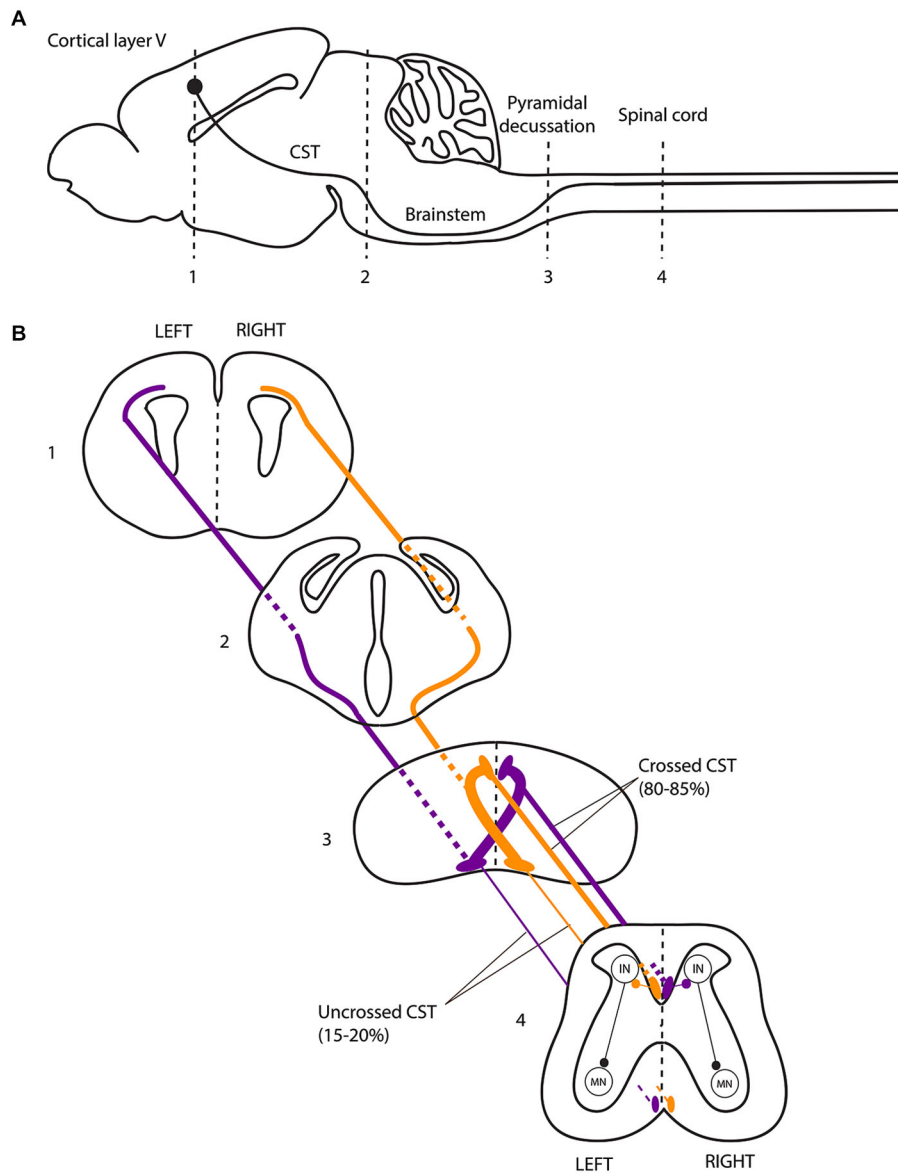 A
Cortical layer V
Pyramidal
decussation
Spinal cord
CST
Brainstem
1
2
3
4
B
LEFT
RIGHT
1
2
Crossed CST
(80-85%)
3
IN
IN
Uncrossed CST
(15-20%)
4
MN
MN
LEFT
RIGHT